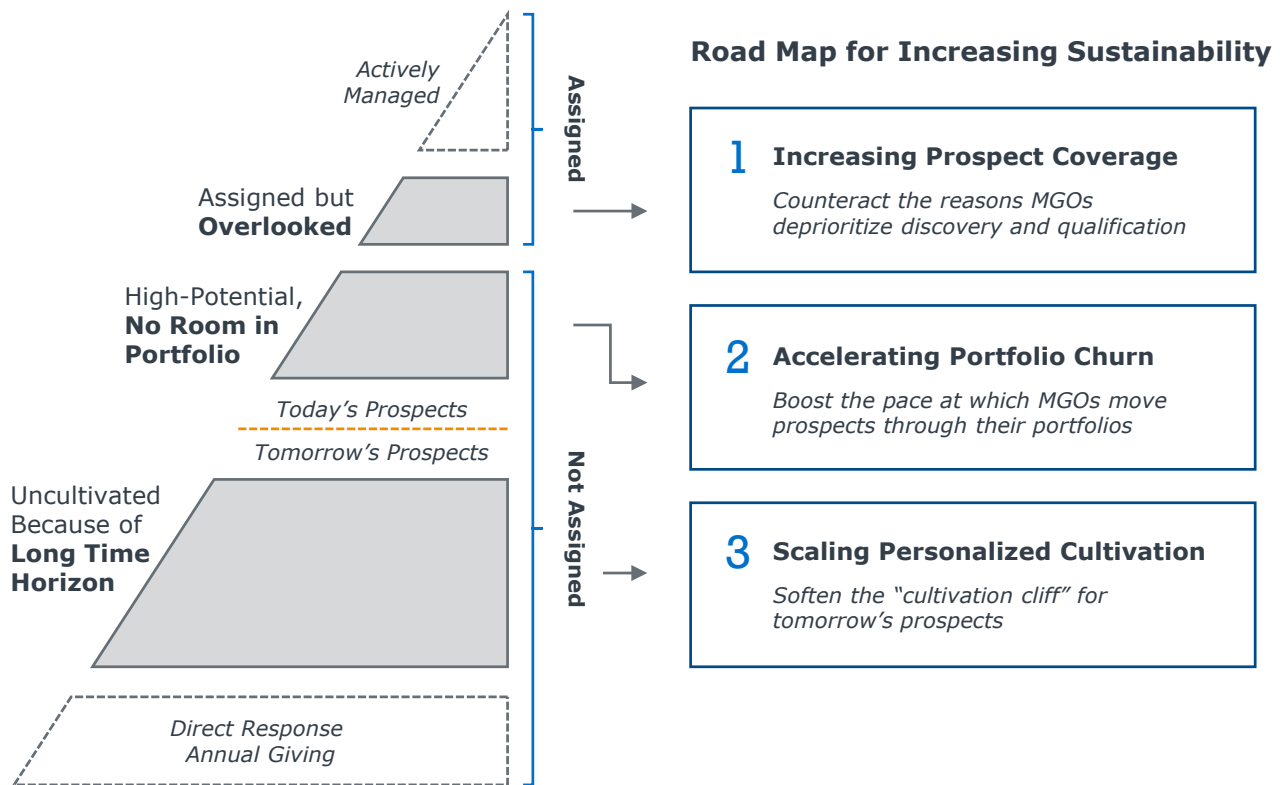 Actively
Managed
Assigned
Assigned but
Overlooked
High-Potential,
No Room in
Portfolio
Today's Prospects
Tomorrow's Prospects
Uncultivated
Because of
Long Time
Horizon
Not Assigned
Direct Response
Annual Giving
Road Map for Increasing Sustainability
1 Increasing Prospect Coverage
Counteract the reasons MGOs
deprioritize discovery and qualification
2 Accelerating Portfolio Churn
Boost the pace at which MGOs move
prospects through their portfolios
3 Scaling Personalized Cultivation
Soften the “cultivation cliff” for
tomorrow’s prospects